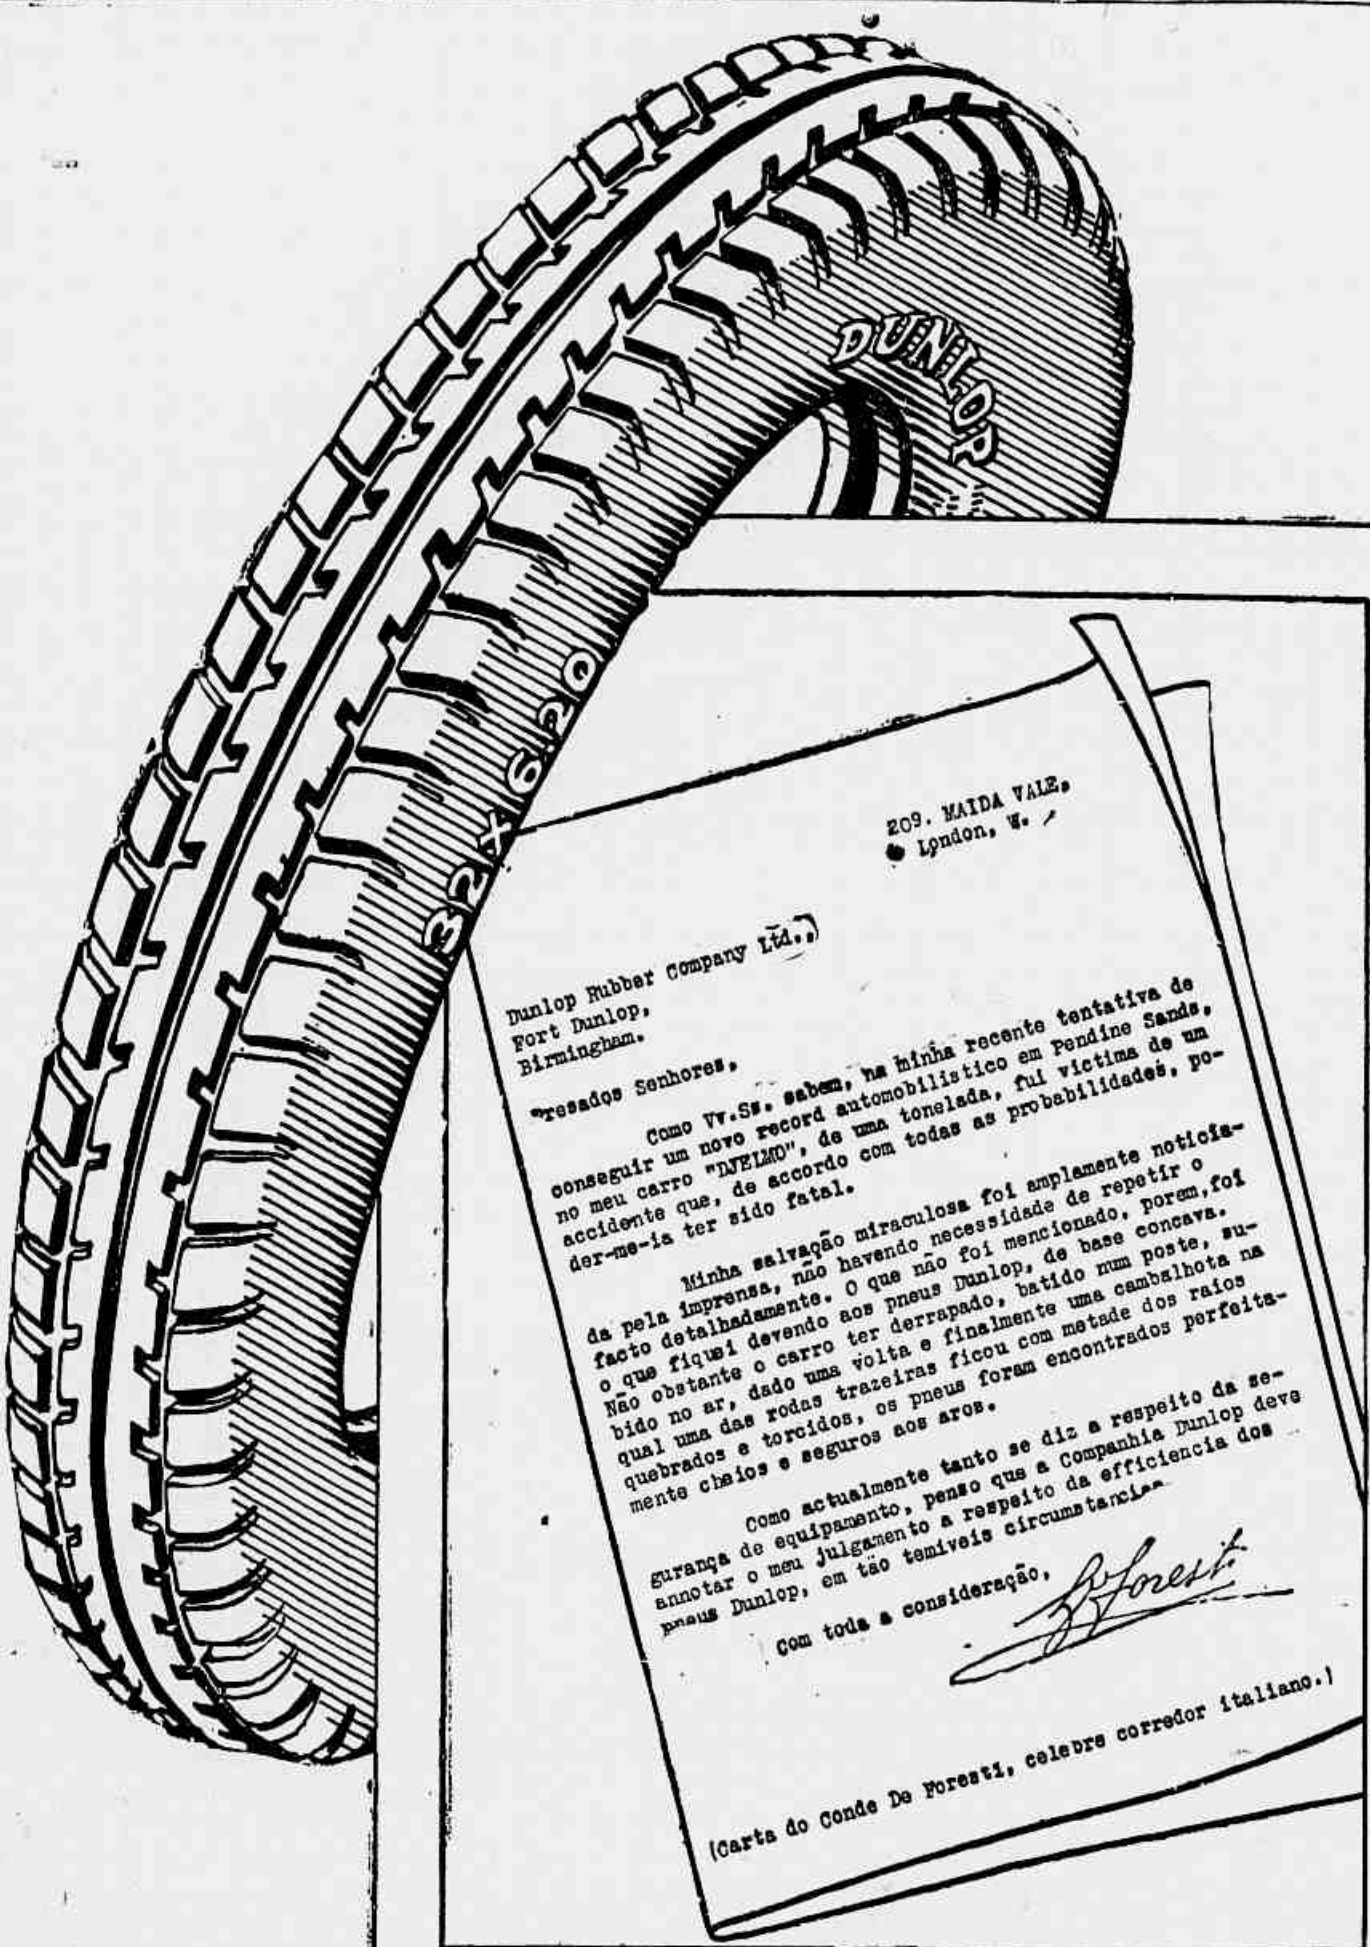 DUNLOP
32 x 6.20
209. MAIDA VALE,
London, W.
Dunlop Rubber Company Ltd.,
Fort Dunlop,
Birmingham.
Presados Senhores,
Como Vv.Ss. sabem, na minha recente tentativa de
conseguir um novo record automobilistico em Pendine Sands,
no meu carro "DJELMO", de uma tonelada, fui victima de um
accidente que, de accordo com todas as probabilidades, po-
der-me-ia ter sido fatal.
Minha salvação miraculosa foi amplamente noticia-
da pela imprensa, não havendo necessidade de repetir o
facto detalhadamente. O que não foi mencionado, porem, foi
o que fiquei devendo aos pneus Dunlop, de base concava.
Não obstante o carro ter derrapado, batido num poste, su-
bido no ar, dado uma volta e finalmente uma cambalhota na
qual uma das rodas trazeiras ficou com metade dos raios
quebrados e torcidos, os pneus foram encontrados perfeita-
mente cheios e seguros aos aros.
Como actualmente tanto se diz a respeito da se-
gurança de equipamento, penso que a Companhia Dunlop deve
annotar o meu julgamento a respeito da efficiencia dos
pneus Dunlop, em tão temiveis circumstancias
Com toda a consideração,
Foresti
(Carta do Conde De Foresti, celebre corredor italiano.)